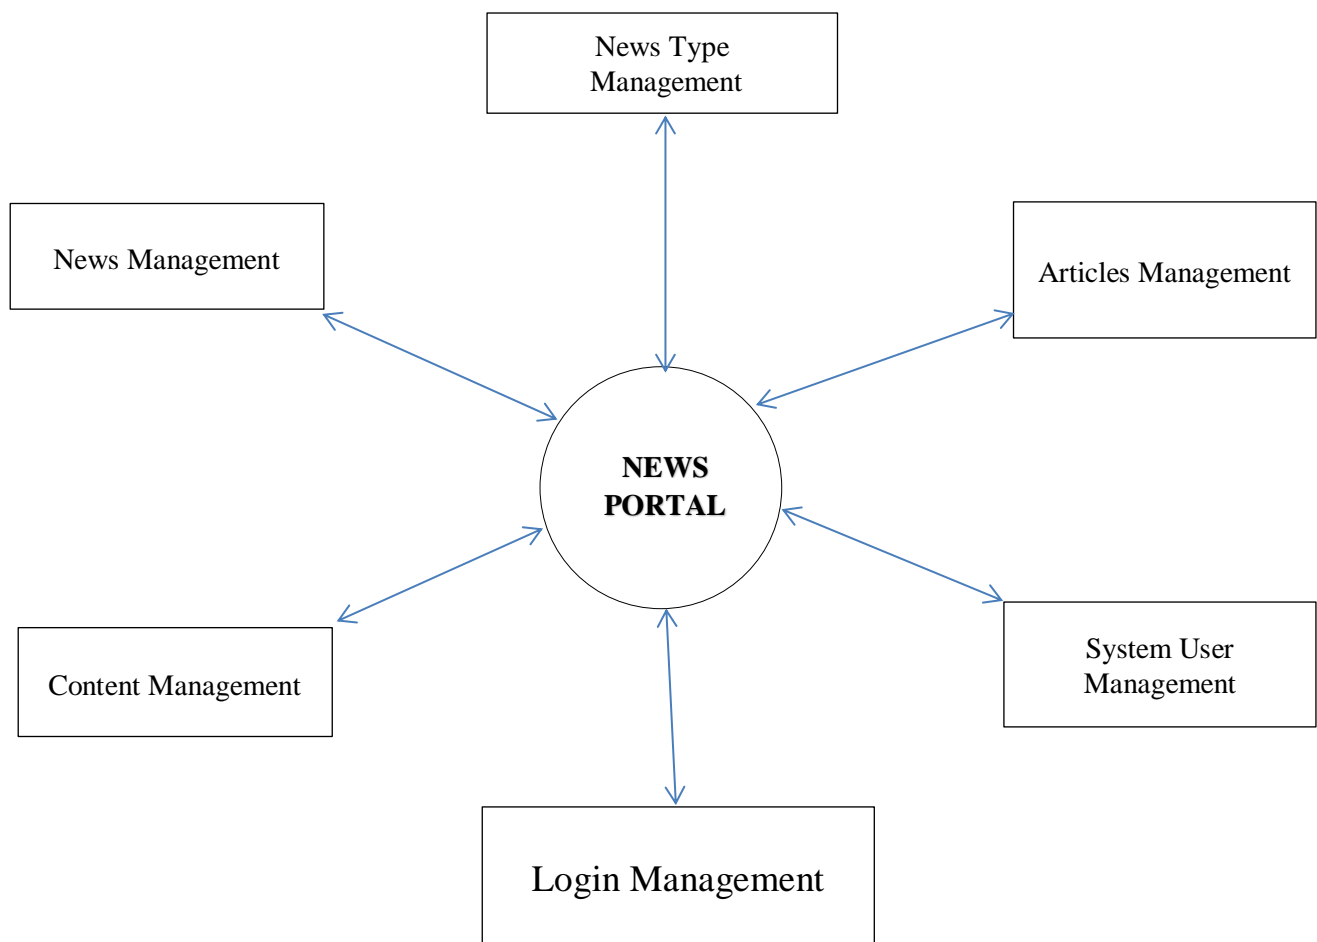 News Type
Management
News Management
Articles Management
NEWS
PORTAL
System User
Management
Content Management
Login Management